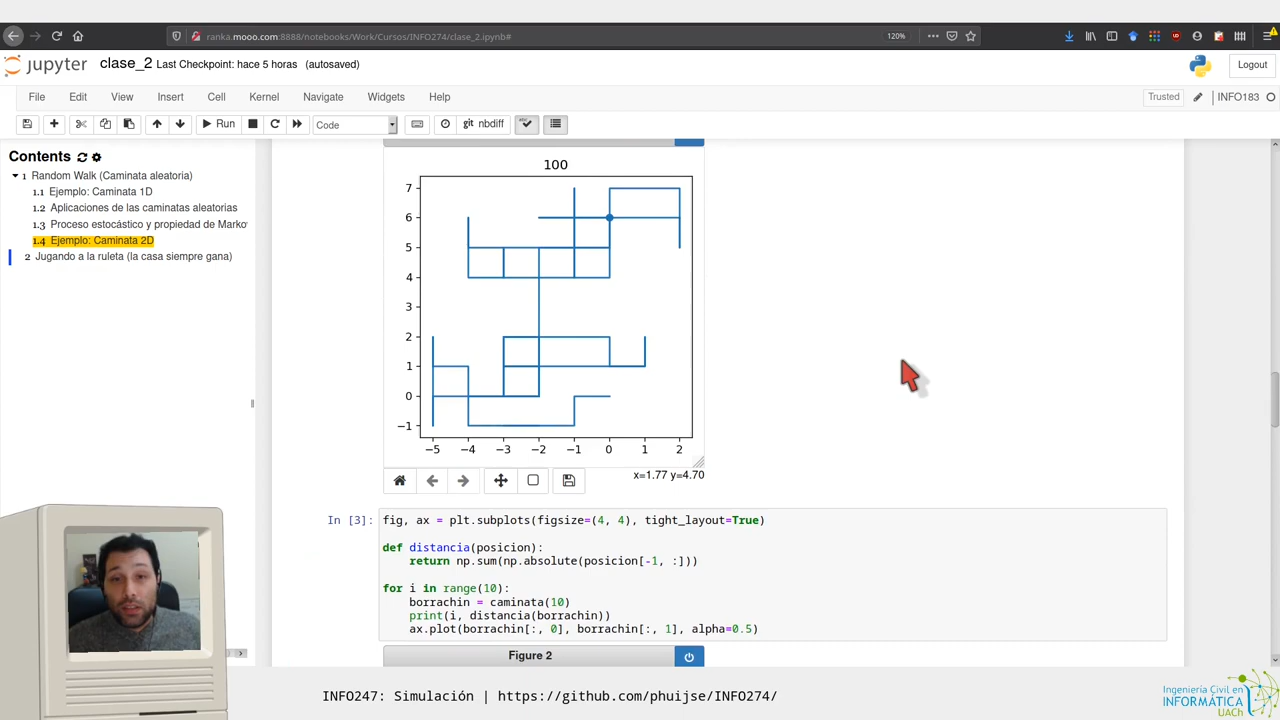 ranka.mooo.com:8888/notebooks/Work/Cursos/INFO274/clase_2.ipynb#
120%
jupyter clase_2 Last Checkpoint: hace 5 horas (autosaved)
Logout
File Edit View Insert Cell Kernel Navigate Widgets Help
Trusted
INFO183
Run
Code
git nbdiff
Contents
1 Random Walk (Caminata aleatoria)
1.1 Ejemplo: Caminata 1D
1.2 Aplicaciones de las caminatas aleatorias
1.3 Proceso estocástico y propiedad de Marko
1.4 Ejemplo: Caminata 2D
2 Jugando a la ruleta (la casa siempre gana)
100
7
6
5
4
3
2
1
0
−1
−5 −4 −3 −2 −1 0 1 2
x=1.77 y=4.70
In [3]: fig, ax = plt.subplots(figsize=(4, 4), tight_layout=True)
def distancia(posicion):
return np.sum(np.absolute(posicion[-1, :]))
for i in range(10):
borrachin = caminata(10)
print(i, distancia(borrachin))
ax.plot(borrachin[:, 0], borrachin[:, 1], alpha=0.5)
Figure 2
INFO247: Simulación | https://github.com/phuijse/INFO274/
Ingeniería Civil en
INFORMÁTICA
UACh